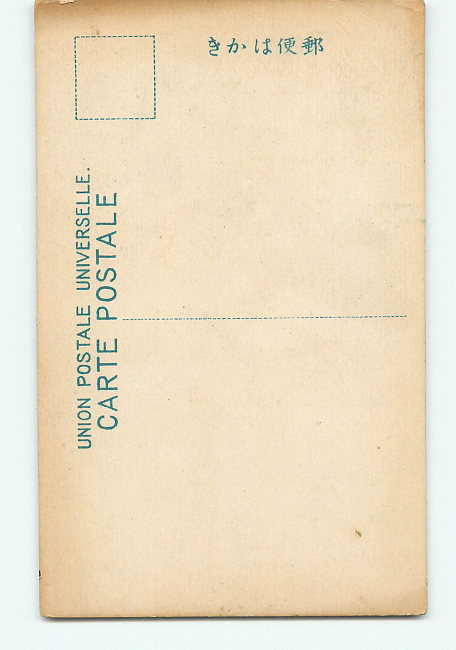 郵便はかき
UNION POSTALE UNIVERSELLE.
CARTE POSTALE